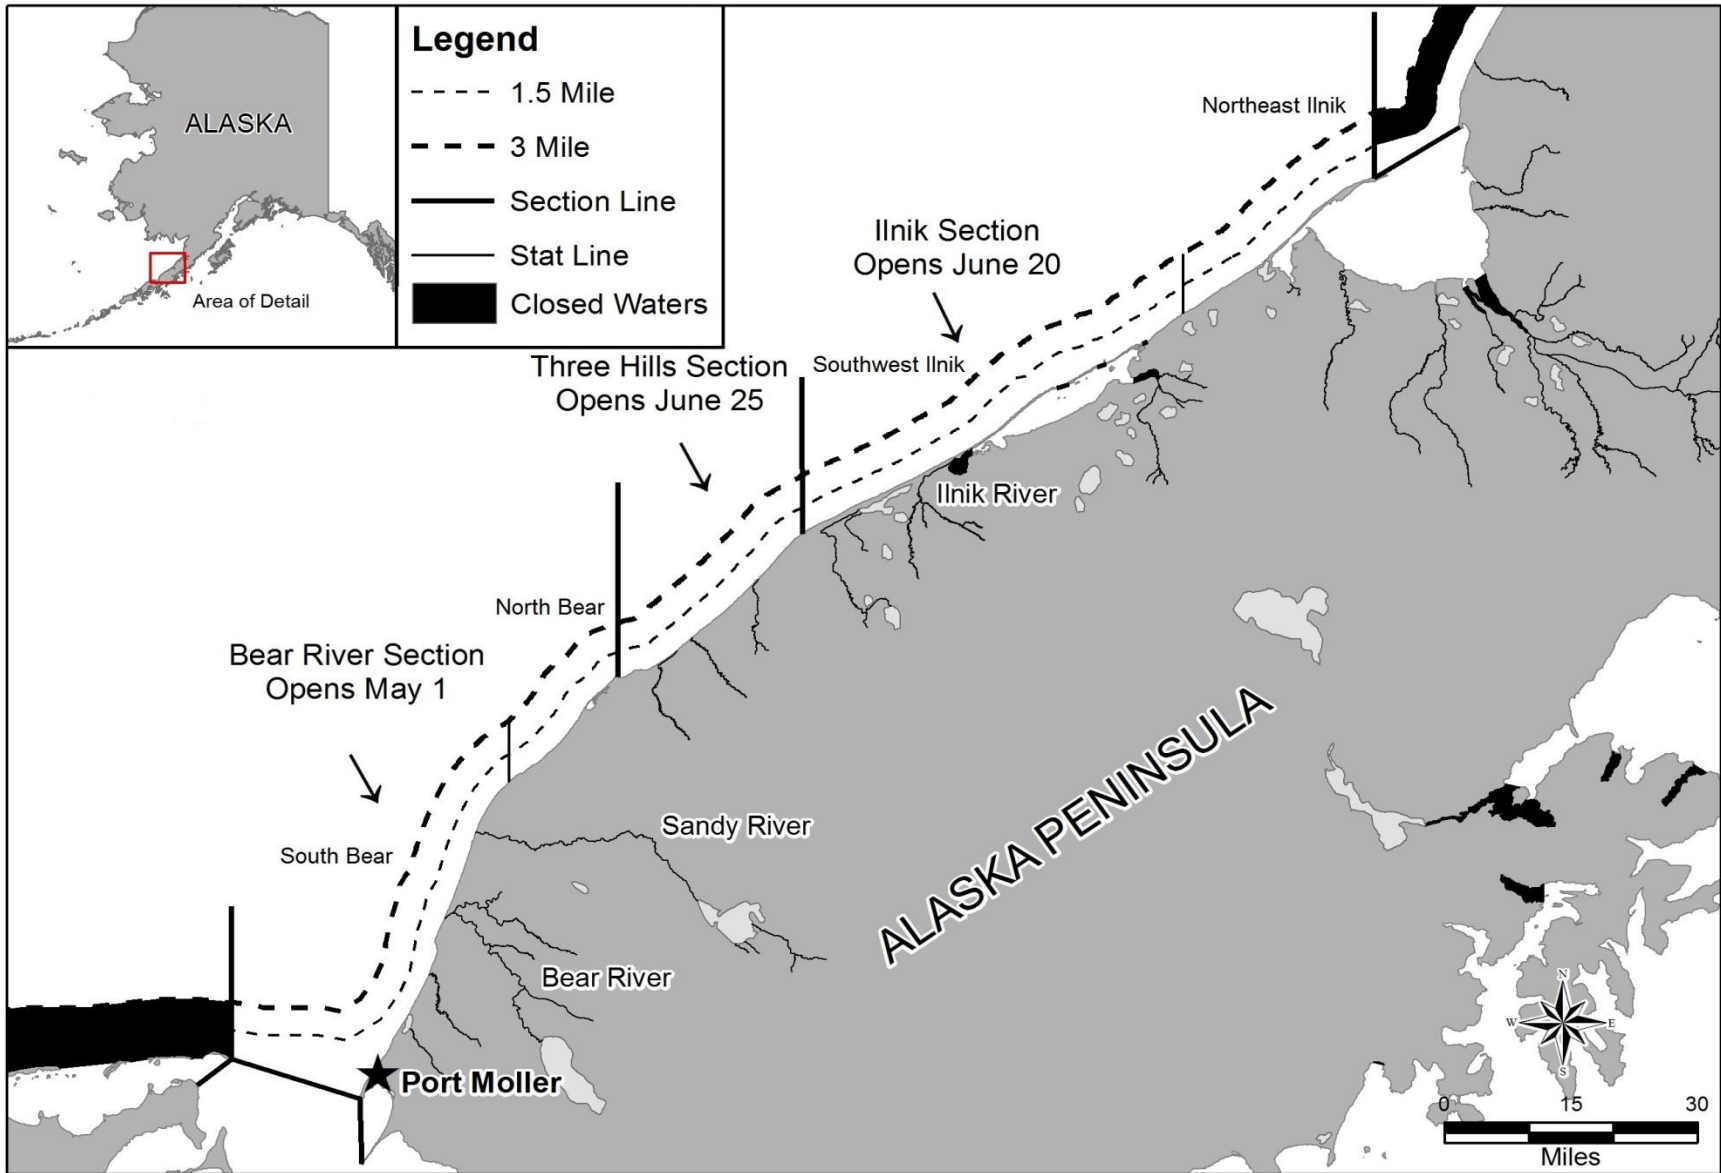 ALASKA
Area of Detail
Legend
1.5 Mile
3 Mile
Section Line
Stat Line
Closed Waters
Northeast Ilnik
Ilnik Section
Opens June 20
Three Hills Section
Opens June 25
Southwest Ilnik
Ilnik River
North Bear
Bear River Section
Opens May 1
South Bear
Sandy River
Bear River
ALASKA PENINSULA
Port Moller
N
W
E
S
0 15 30
Miles